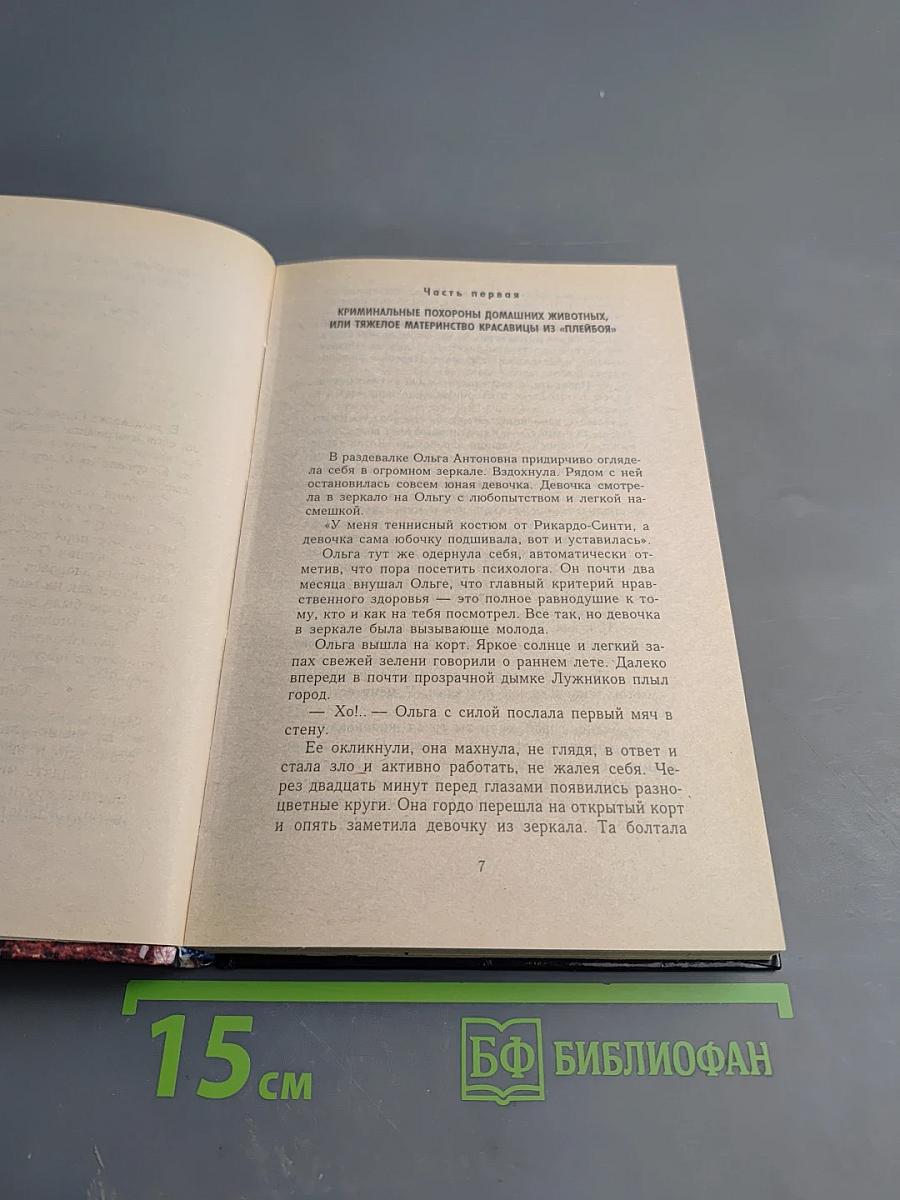 Часть первая
КРИМИНАЛЬНЫЕ ПОХОРОНЫ ДОМАШНИХ ЖИВОТНЫХ,
ИЛИ ТЯЖЕЛОЕ МАТЕРИНСТВО КРАСАВИЦЫ ИЗ «ПЛЕЙБОЯ»
В раздевалке Ольга Антоновна придирчиво огляде-
ла себя в огромном зеркале. Вздохнула. Рядом с ней
остановилась совсем юная девочка. Девочка смотре-
ла в зеркало на Ольгу с любопытством и легкой на-
смешкой.
«У меня теннисный костюм от Рикардо-Синти, а
девочка сама юбочку подшивала, вот и уставилась».
Ольга тут же одернула себя, автоматически от-
метив, что пора посетить психолога. Он почти два
месяца внушал Ольге, что главный критерий нрав-
ственного здоровья — это полное равнодушие к то-
му, кто и как на тебя посмотрел. Все так, но девочка
в зеркале была вызывающе молода.
Ольга вышла на корт. Яркое солнце и легкий за-
пах свежей зелени говорили о раннем лете. Далеко
впереди в почти прозрачной дымке Лужников плыл
город.
— Хо!.. — Ольга с силой послала первый мяч в
стену.
Ее окликнули, она махнула, не глядя, в ответ и
стала зло и активно работать, не жалея себя. Че-
рез двадцать минут перед глазами появились разно-
цветные круги. Она гордо перешла на открытый корт
и опять заметила девочку из зеркала. Та болтала
7
15 см
БФ БИБЛИОФАН